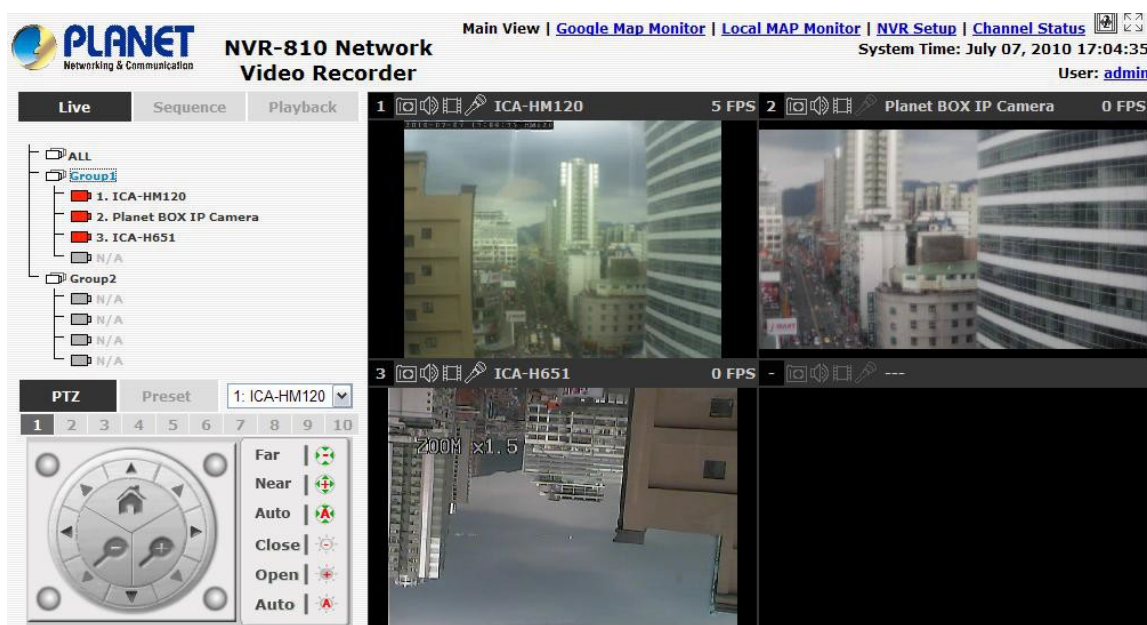 PLANET
Networking & Communication
NVR-810 Network
Video Recorder
Main View | Google Map Monitor | Local MAP Monitor | NVR Setup | Channel Status
System Time: July 07, 2010 17:04:35
User: admin
Live Sequence Playback
ALL
Group1
1. ICA-HM120
2. Planet BOX IP Camera
3. ICA-H651
N/A
Group2
N/A
N/A
N/A
N/A
PTZ Preset 1: ICA-HM120
1 2 3 4 5 6 7 8 9 10
Far
Near
Auto
Close
Open
Auto
1 ICA-HM120 5 FPS
2 Planet BOX IP Camera 0 FPS
3 ICA-H651 0 FPS
- ---
ZOOM x1.5